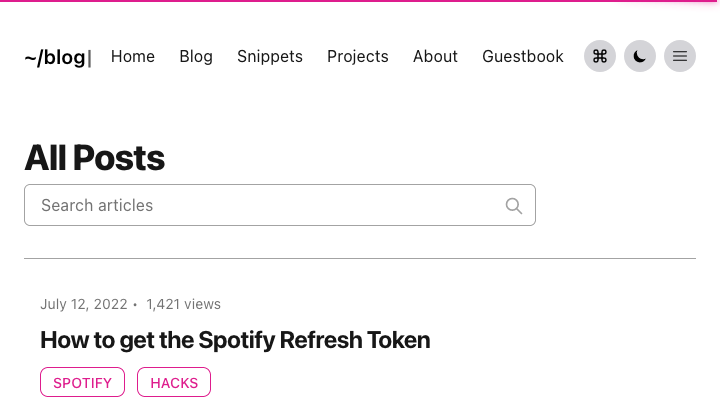 ~/blog| Home Blog Snippets Projects About Guestbook
All Posts
Search articles
July 12, 2022 • 1,421 views
How to get the Spotify Refresh Token
SPOTIFY HACKS